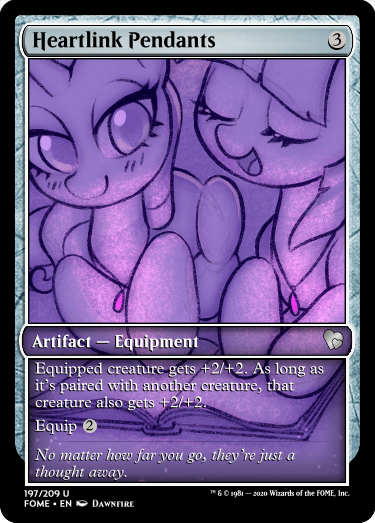 Heartlink Pendants 3
Artifact — Equipment
Equipped creature gets +2/+2. As long as
it's paired with another creature, that
creature also gets +2/+2.
Equip 2
No matter how far you go, they're just a
thought away.
197/209 U
™ & © 1981 — 2020 Wizards of the FOME, Inc.
FOME • EN DAWNFIRE